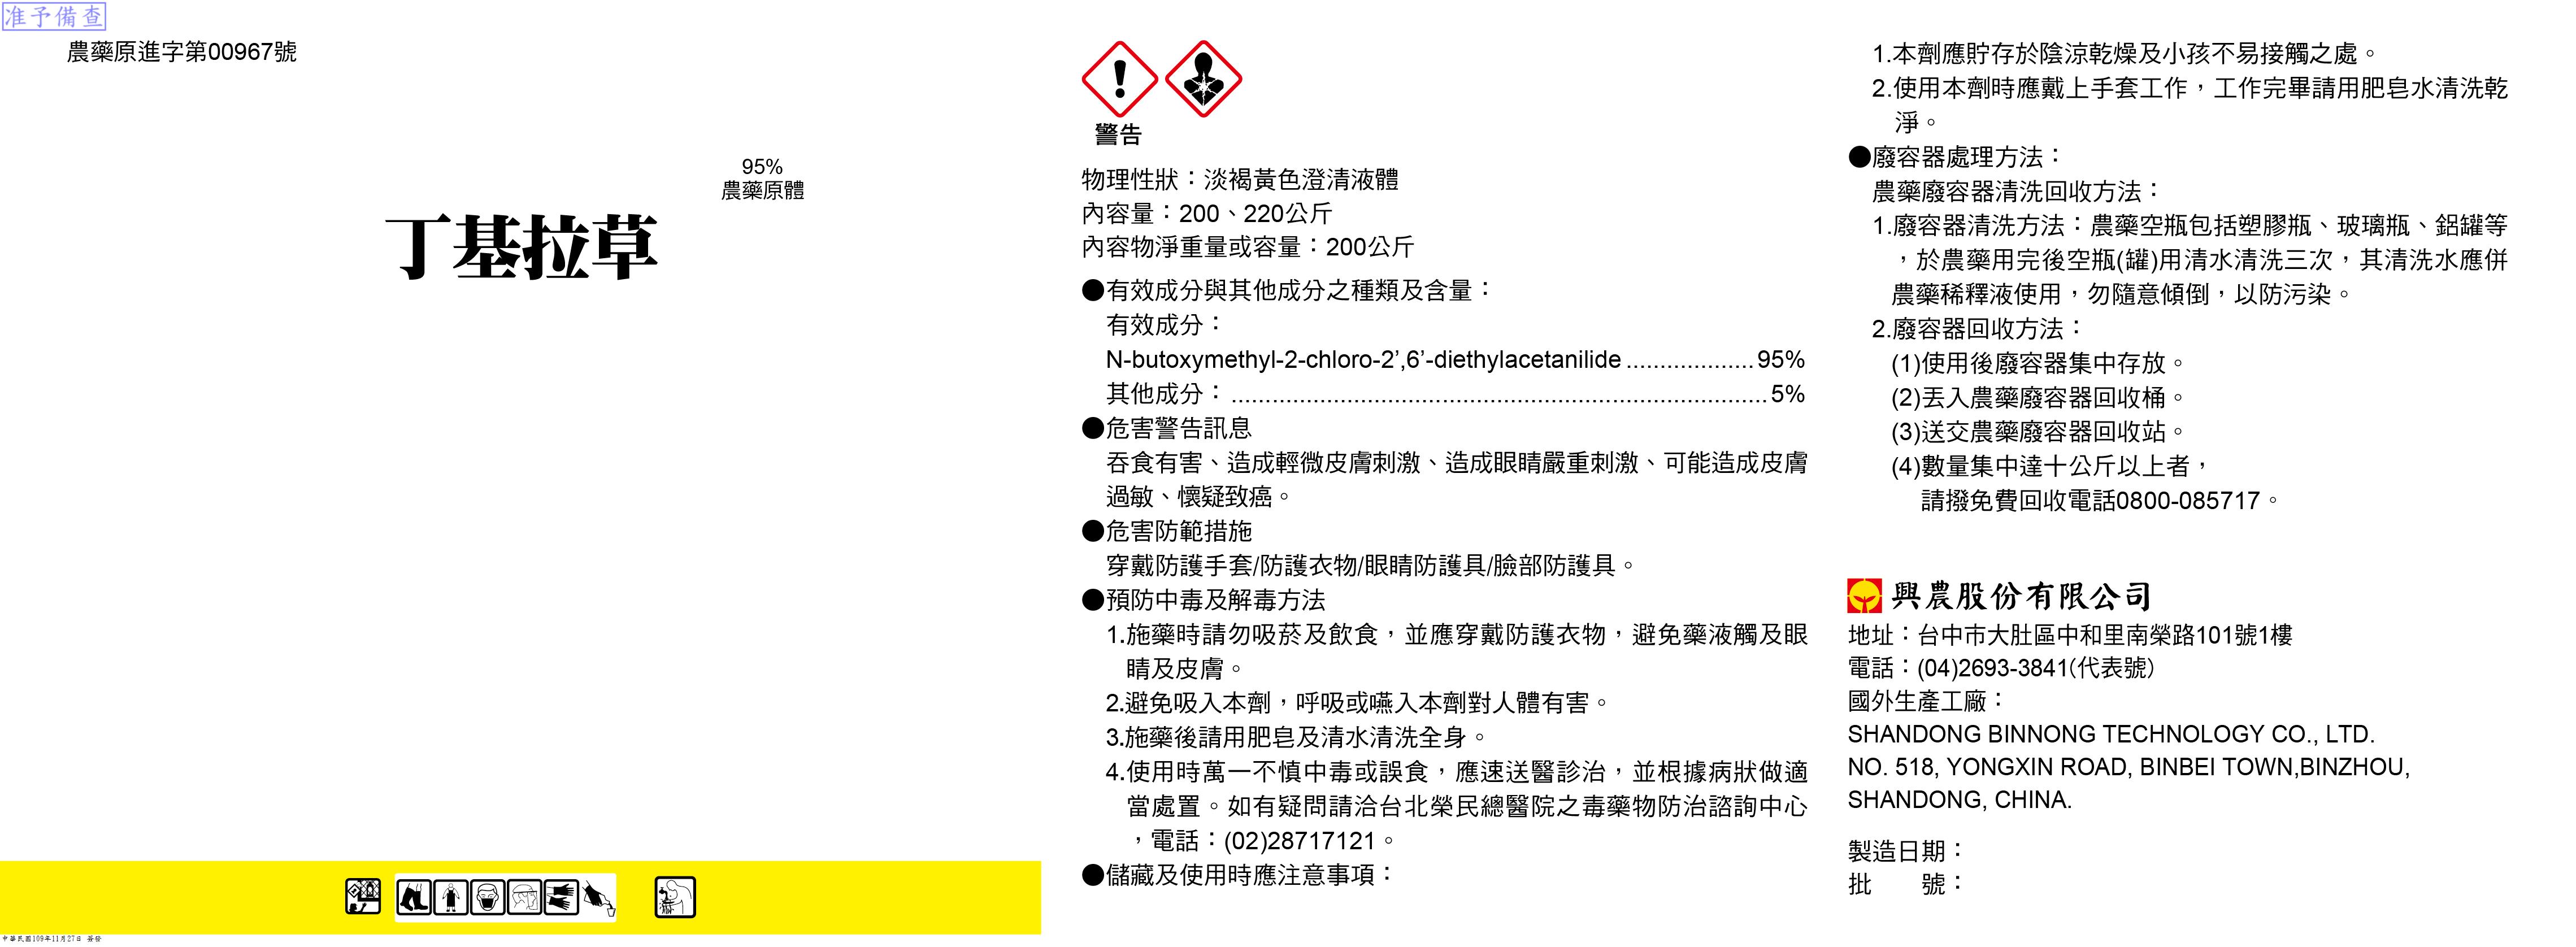 准予備查
農藥原進字第00967號
95%
農藥原體
丁基拉草
中華民國109年11月27日 簽發
警告
物理性狀：淡褐黃色澄清液體
內容量：200、220公斤
內容物淨重量或容量：200公斤
●有效成分與其他成分之種類及含量：
有效成分：
N-butoxymethyl-2-chloro-2’,6’-diethylacetanilide ................... 95%
其他成分： ................................................................................ 5%
●危害警告訊息
吞食有害、造成輕微皮膚刺激、造成眼睛嚴重刺激、可能造成皮膚
過敏、懷疑致癌。
●危害防範措施
穿戴防護手套/防護衣物/眼睛防護具/臉部防護具。
●預防中毒及解毒方法
1.施藥時請勿吸菸及飲食，並應穿戴防護衣物，避免藥液觸及眼
睛及皮膚。
2.避免吸入本劑，呼吸或嚥入本劑對人體有害。
3.施藥後請用肥皂及清水清洗全身。
4.使用時萬一不慎中毒或誤食，應速送醫診治，並根據病狀做適
當處置。如有疑問請洽台北榮民總醫院之毒藥物防治諮詢中心
，電話：(02)28717121。
●儲藏及使用時應注意事項：
1.本劑應貯存於陰涼乾燥及小孩不易接觸之處。
2.使用本劑時應戴上手套工作，工作完畢請用肥皂水清洗乾
淨。
●廢容器處理方法：
農藥廢容器清洗回收方法：
1.廢容器清洗方法：農藥空瓶包括塑膠瓶、玻璃瓶、鋁罐等
，於農藥用完後空瓶(罐)用清水清洗三次，其清洗水應併
農藥稀釋液使用，勿隨意傾倒，以防污染。
2.廢容器回收方法：
(1)使用後廢容器集中存放。
(2)丟入農藥廢容器回收桶。
(3)送交農藥廢容器回收站。
(4)數量集中達十公斤以上者，
請撥免費回收電話0800-085717。
興農股份有限公司
地址：台中市大肚區中和里南榮路101號1樓
電話：(04)2693-3841(代表號)
國外生產工廠：
SHANDONG BINNONG TECHNOLOGY CO., LTD.
NO. 518, YONGXIN ROAD, BINBEI TOWN,BINZHOU,
SHANDONG, CHINA.
製造日期：
批　　號：